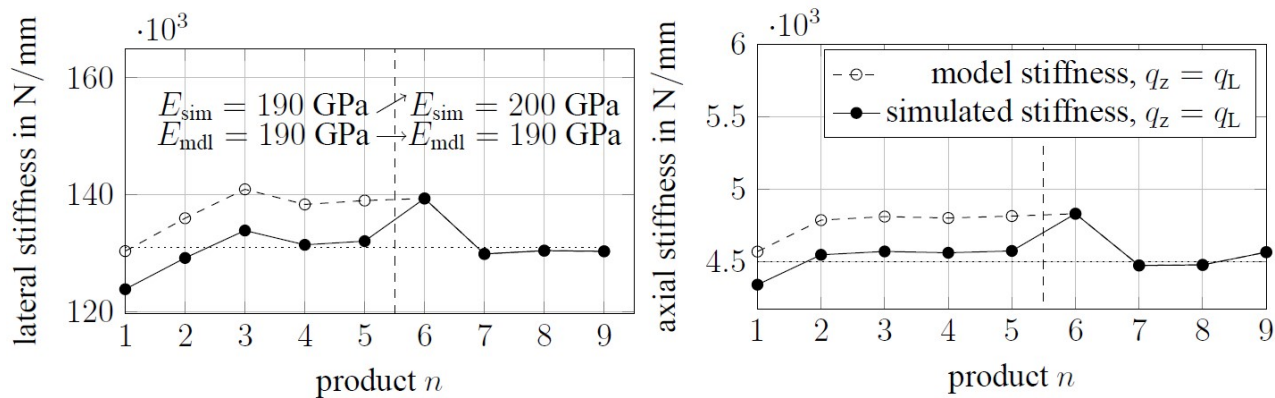 ·10³
160
140
120
lateral stiffness in N/mm
E_sim = 190 GPa ↗ E_sim = 200 GPa
E_mdl = 190 GPa → E_mdl = 190 GPa
1 2 3 4 5 6 7 8 9
product n
·10³
6
5.5
5
4.5
axial stiffness in N/mm
model stiffness, q_z = q_L
simulated stiffness, q_z = q_L
1 2 3 4 5 6 7 8 9
product n